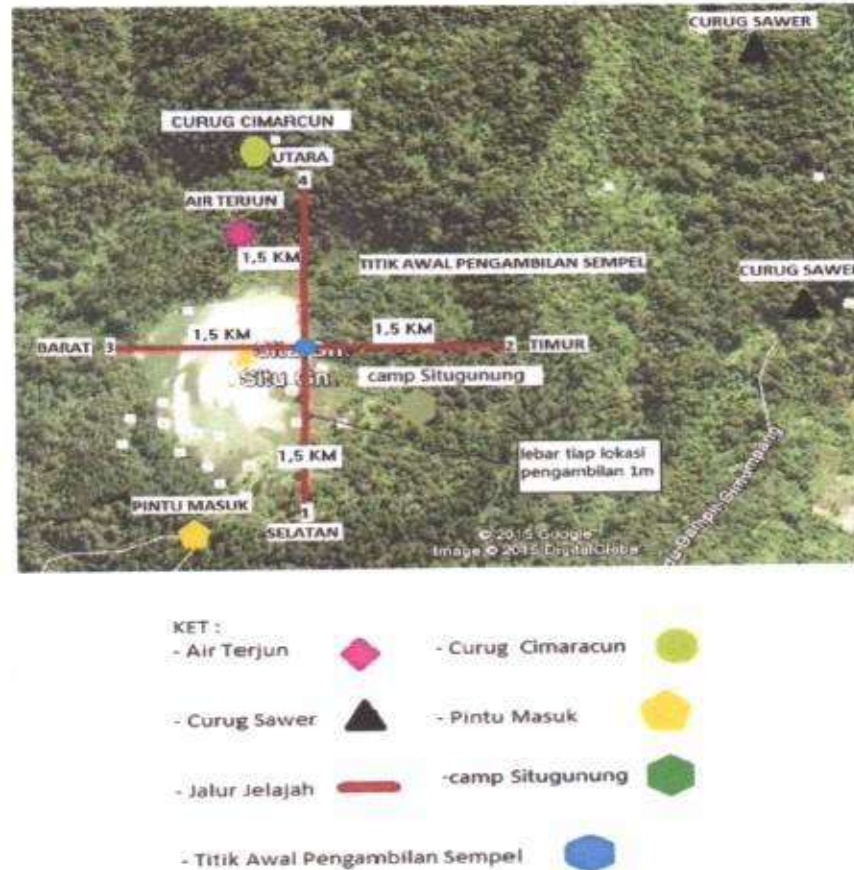 CURUG SAWER
CURUG CIMARCUN
UTARA
4
AIR TERJUN
1,5 KM
TITIK AWAL PENGAMBILAN SEMPEL
CURUG SAWER
1,5 KM
1,5 KM
BARAT 3
2 TIMUR
Situ Gn.
camp Situgunung
1,5 KM
lebar tiap lokasi
pengambilan 1m
PINTU MASUK
1
SELATAN
© 2015 Google
Image © 2015 DigitalGlobe
KET :
- Air Terjun
- Curug Cimaracun
- Curug Sawer
- Pintu Masuk
- Jalur Jelajah
-camp Situgunung
- Titik Awal Pengambilan Sempel